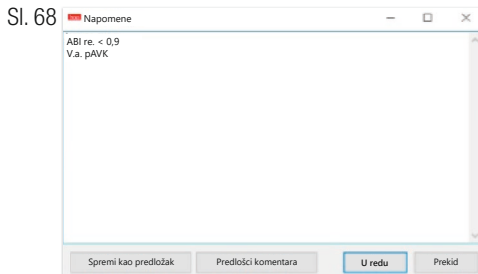 Sl. 68
Napomene
ABI re. < 0,9
V.a. pAVK
Spremi kao predložak Predlošci komentara U redu Prekid